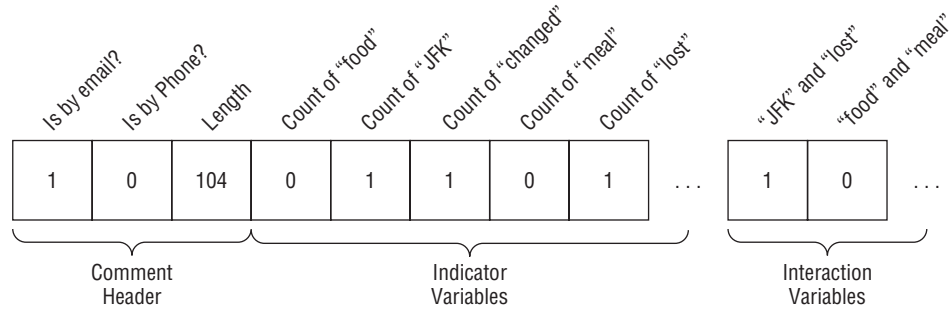 Is by email? Is by Phone? Length Count of “food” Count of “JFK” Count of “changed” Count of “meal” Count of “lost” “JFK” and “lost” “food” and “meal”
1 0 104 0 1 1 0 1 ... 1 0 ...
Comment Header
Indicator Variables
Interaction Variables